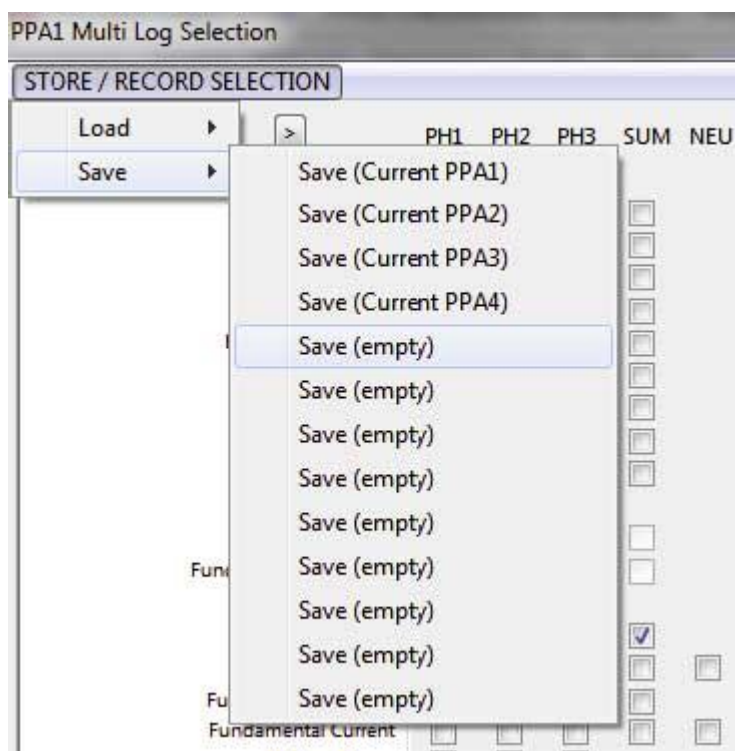 PPA1 Multi Log Selection
STORE / RECORD SELECTION
Load
> PH1 PH2 PH3 SUM NEU
Save
Save (Current PPA1)
Save (Current PPA2)
Save (Current PPA3)
Save (Current PPA4)
Save (empty)
Save (empty)
Save (empty)
Save (empty)
Save (empty)
Save (empty)
Save (empty)
Save (empty)
Save (empty)
Fundamental Current